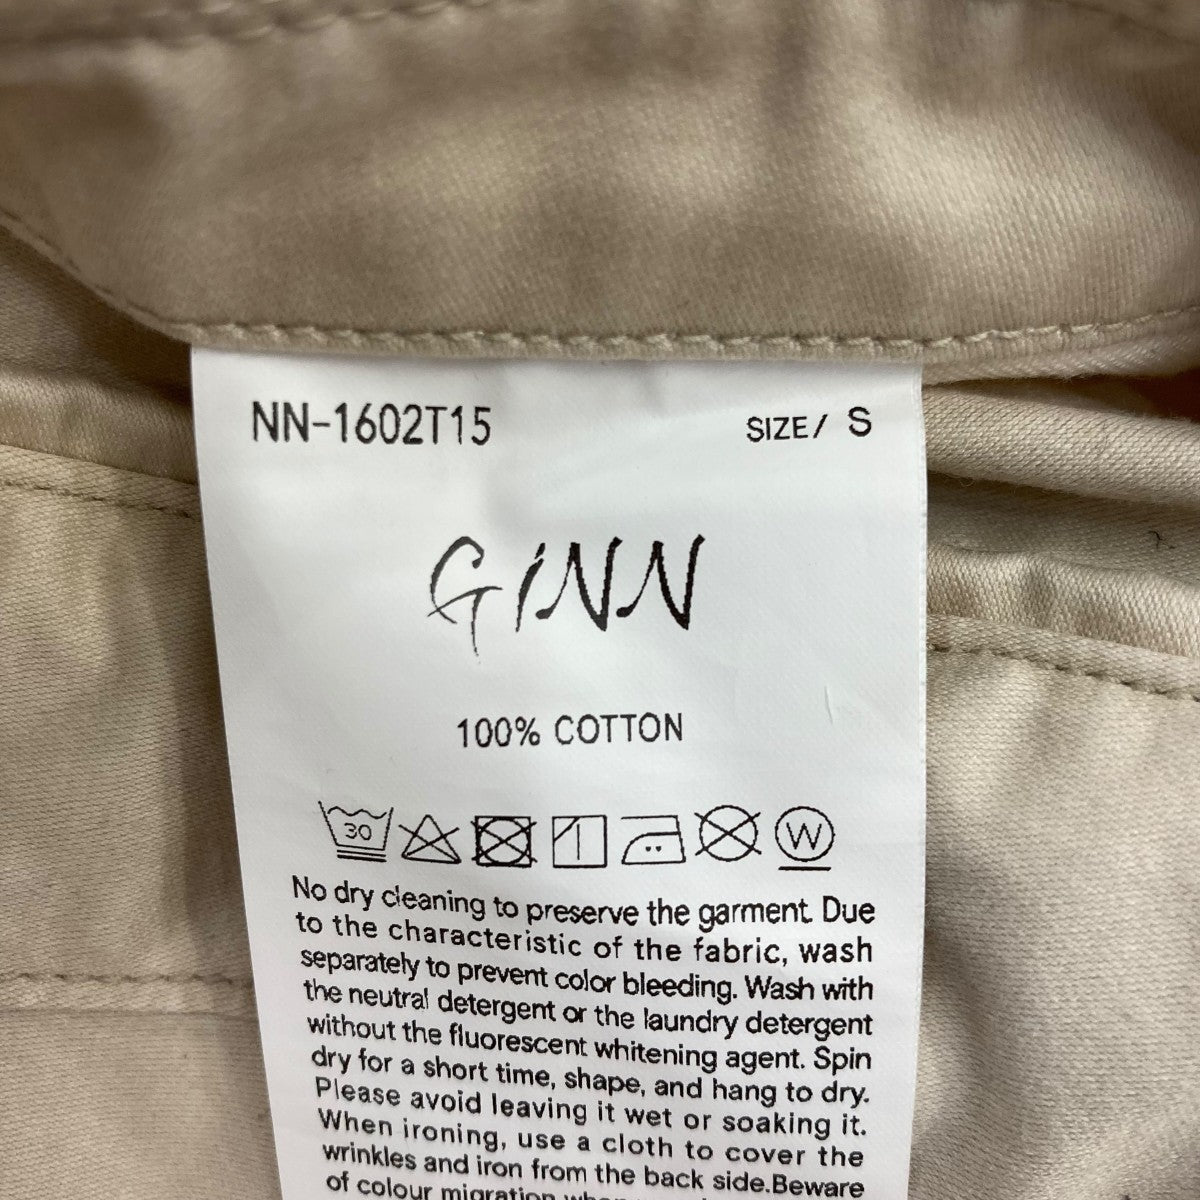 NN-1602T15 SIZE/ S
GINN
100% COTTON
30 W
No dry cleaning to preserve the garment. Due
to the characteristic of the fabric, wash
separately to prevent color bleeding. Wash with
the neutral detergent or the laundry detergent
without the fluorescent whitening agent. Spin
dry for a short time, shape, and hang to dry.
Please avoid leaving it wet or soaking it.
When ironing, use a cloth to cover the
wrinkles and iron from the back side.Beware
of colour migration